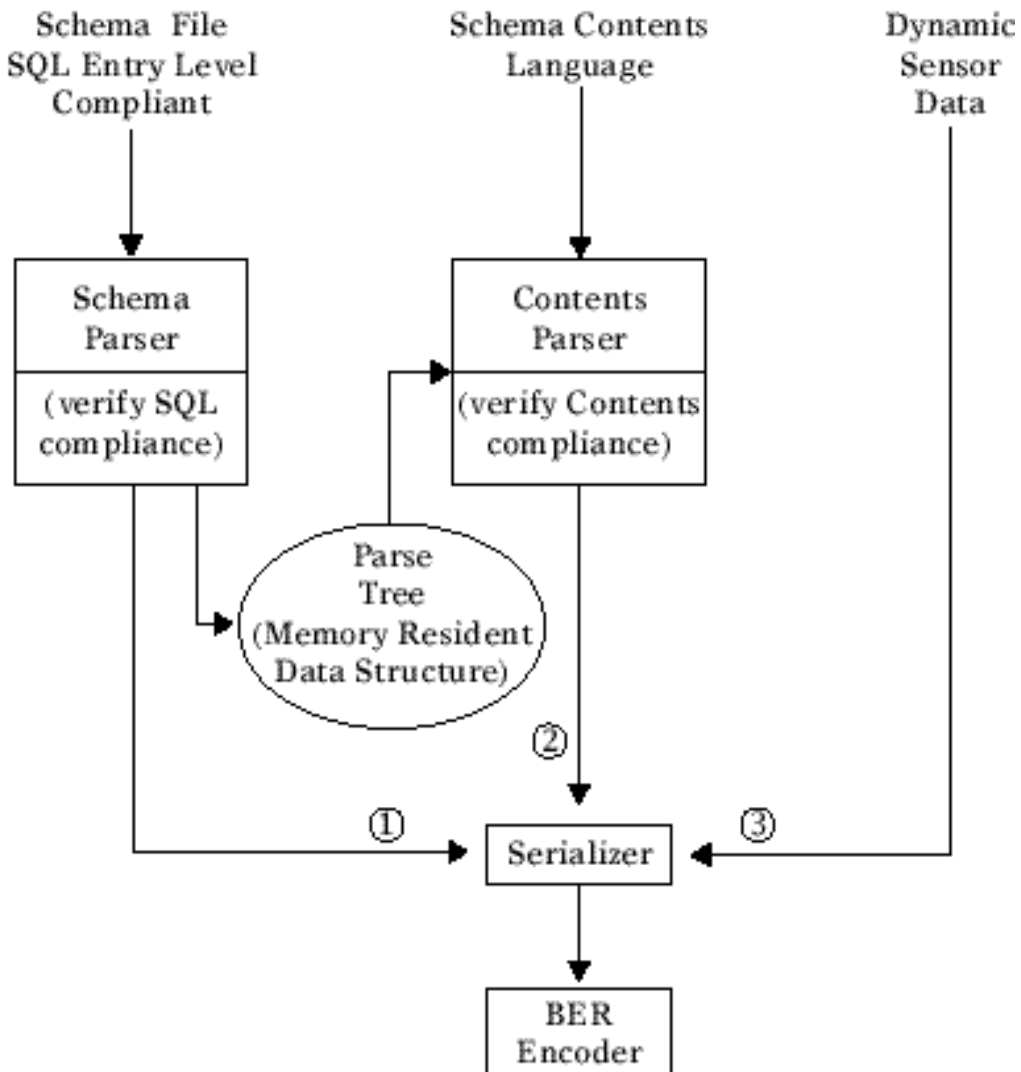 Schema File
SQL Entry Level
Compliant
Schema Contents
Language
Dynamic
Sensor
Data
Schema
Parser
(verify SQL
compliance)
Contents
Parser
(verify Contents
compliance)
Parse
Tree
(Memory Resident
Data Structure)
②
①
③
Serializer
BER
Encoder